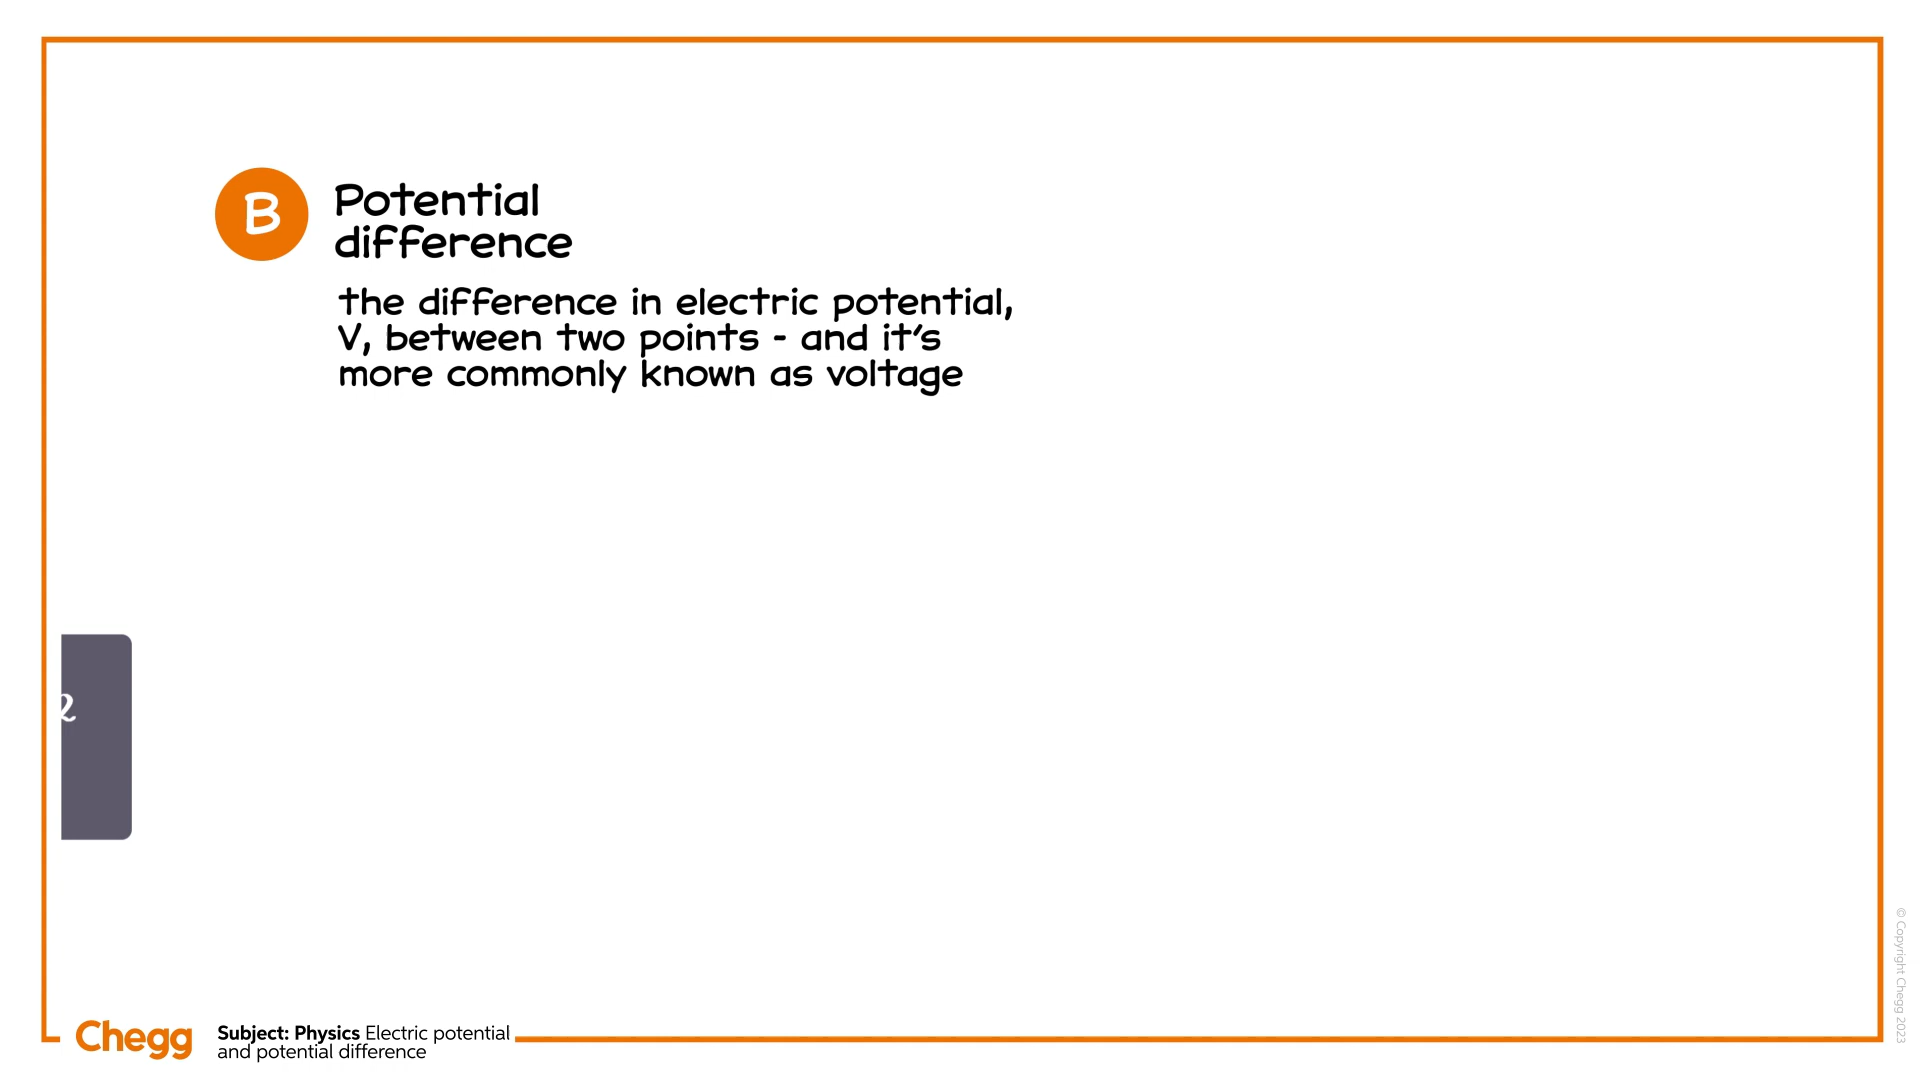 B
Potential
difference
the difference in electric potential,
V, between two points - and it's
more commonly known as voltage
2
Chegg
Subject: Physics Electric potential
and potential difference
© Copyright Chegg 2023